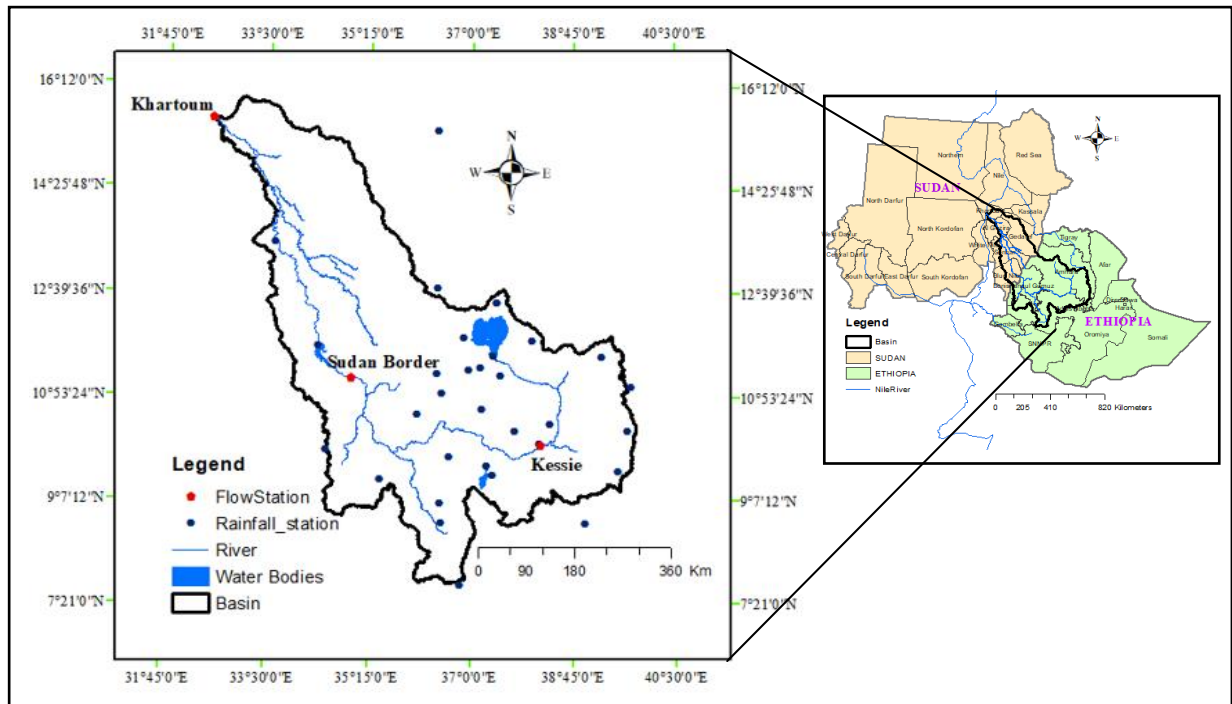 31°45'0"E 33°30'0"E 35°15'0"E 37°0'0"E 38°45'0"E 40°30'0"E
16°12'0"N
14°25'48"N
12°39'36"N
10°53'24"N
9°7'12"N
7°21'0"N
Khartoum
N
W E
S
Sudan Border
Kessie
Legend
FlowStation
Rainfall_station
River
Water Bodies
Basin
0 90 180 360 Km
16°12'0"N
14°25'48"N
12°39'36"N
10°53'24"N
9°7'12"N
7°21'0"N
31°45'0"E 33°30'0"E 35°15'0"E 37°0'0"E 38°45'0"E 40°30'0"E
N
W E
S
Northern
Red Sea
Nile
SUDAN
North Darfur
Kassala
North Kordofan
Central Darfur
South Darfur
East Darfur
South Kordofan
Tigray
Afar
ETHIOPIA
Oromiya
Somali
Legend
Basin
SUDAN
ETHIOPIA
NileRiver
0 205 410 820 Kilometers